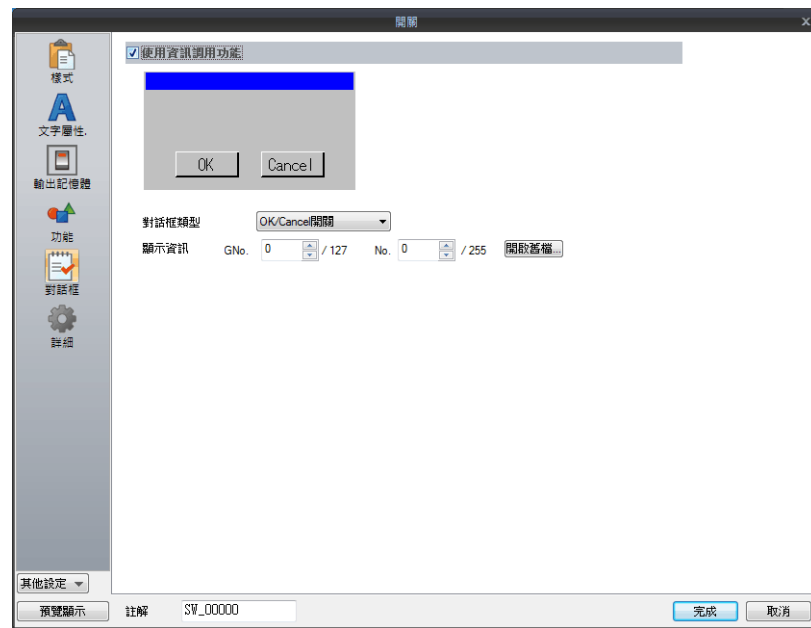 開關
X
樣式
文字屬性.
輸出記憶體
功能
對話框
詳細
其他設定
預覽顯示
使用資訊調用功能
OK Cancel
對話框類型 OK/Cancel開關
顯示資訊 GNo. 0 / 127 No. 0 / 255 開啟舊檔...
註解 SW_00000 完成 取消